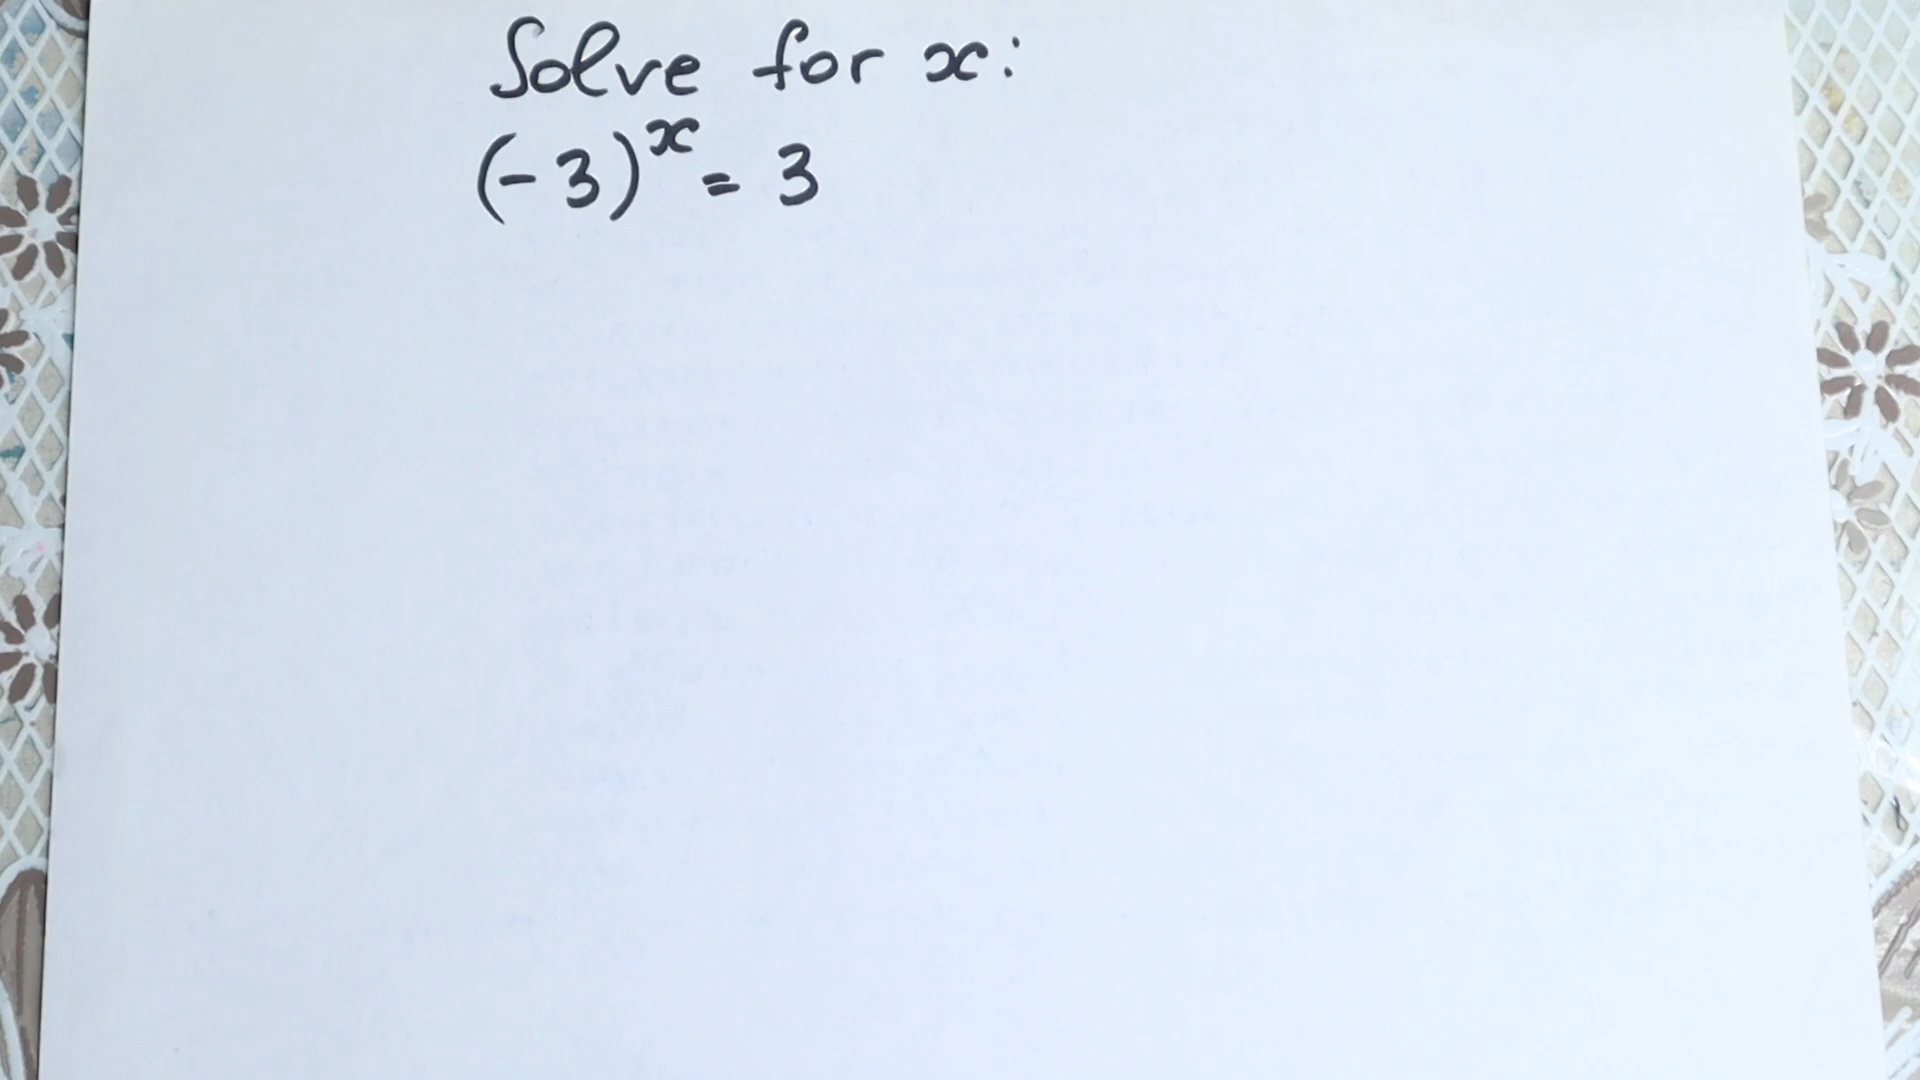 Solve for x:
(-3)^x = 3